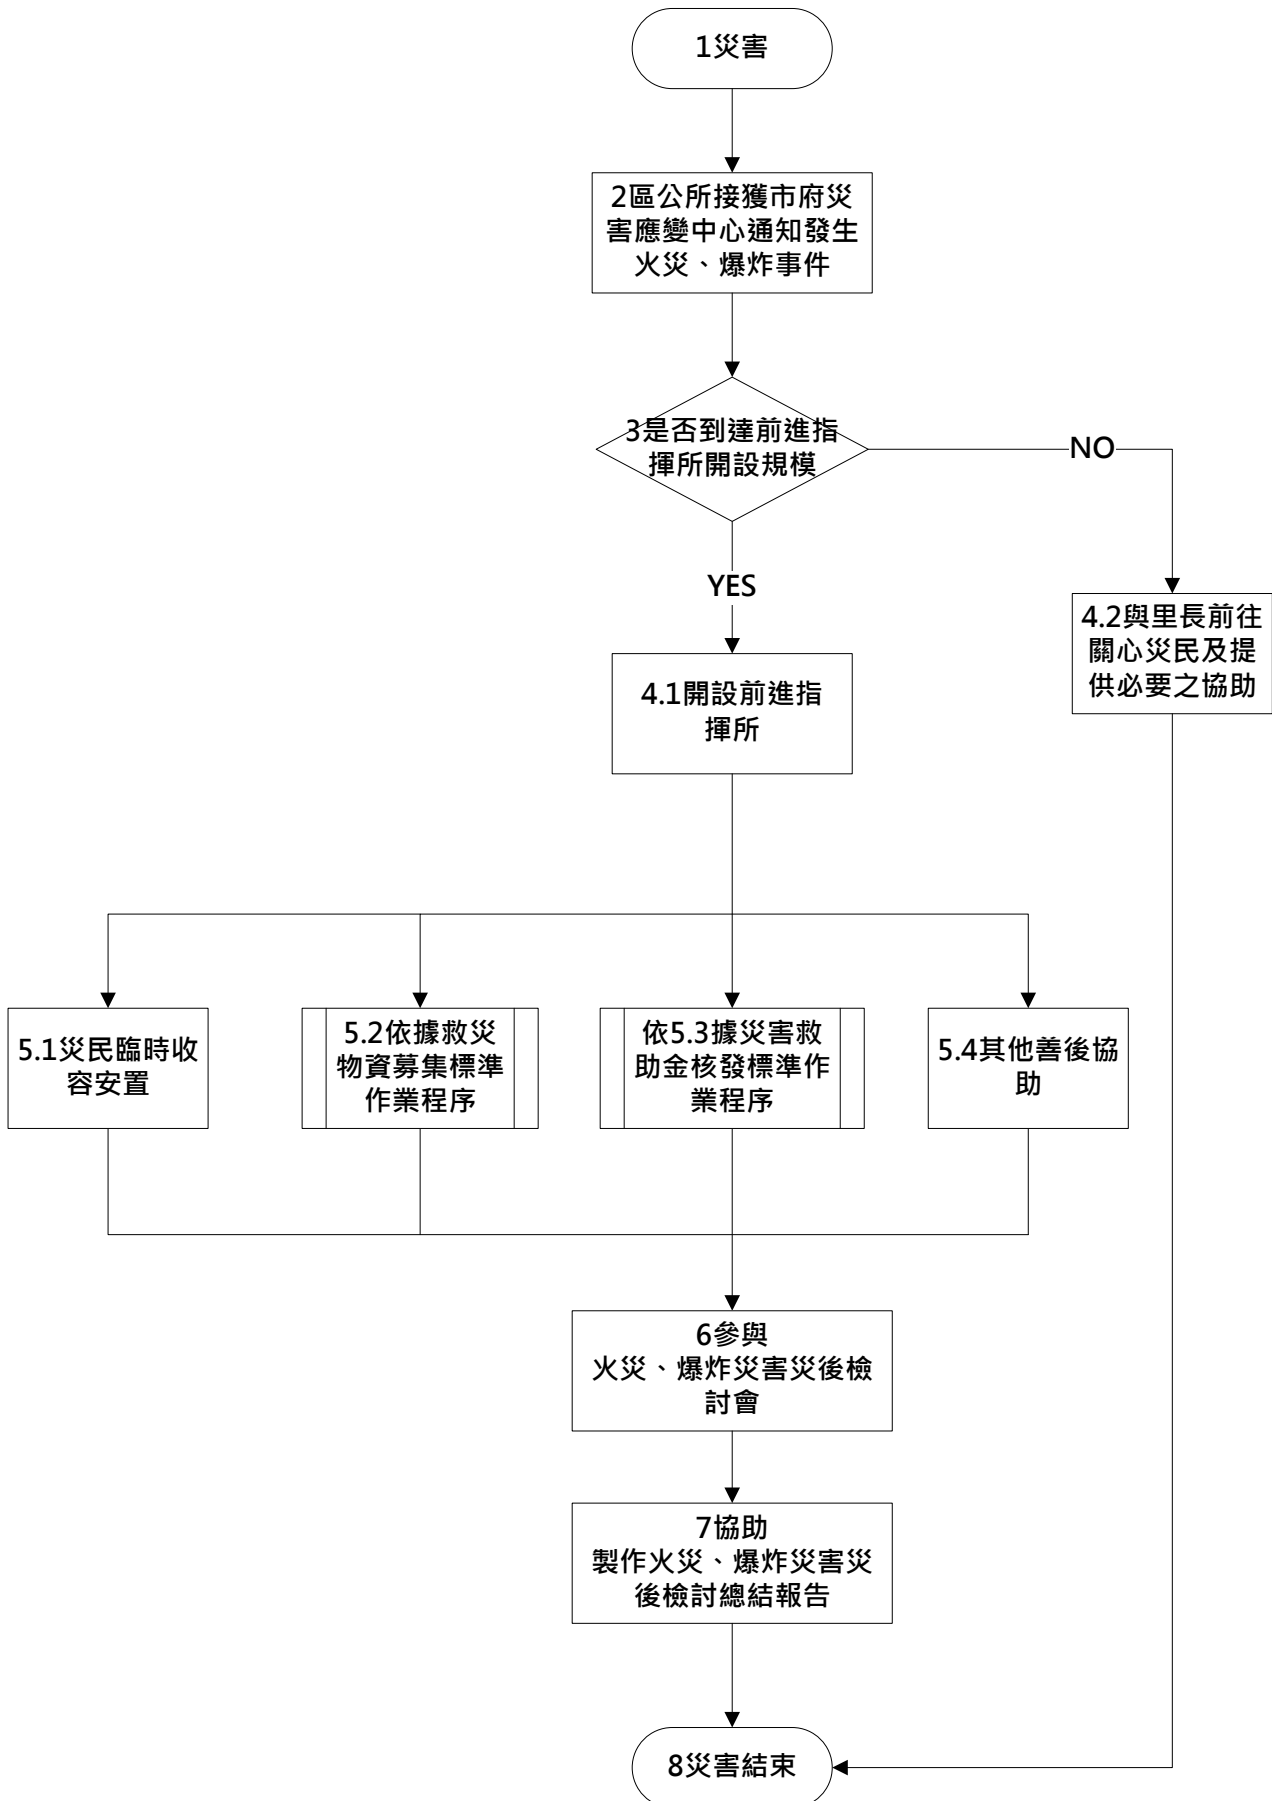 1災害
2區公所接獲市府災
害應變中心通知發生
火災、爆炸事件
3是否到達前進指
揮所開設規模
NO
YES
4.2與里長前往
關心災民及提
供必要之協助
4.1開設前進指
揮所
5.1災民臨時收
容安置
5.2依據救災
物資募集標準
作業程序
依5.3據災害救
助金核發標準作
業程序
5.4其他善後協
助
6參與
火災、爆炸災害災後檢
討會
7協助
製作火災、爆炸災害災
後檢討總結報告
8災害結束